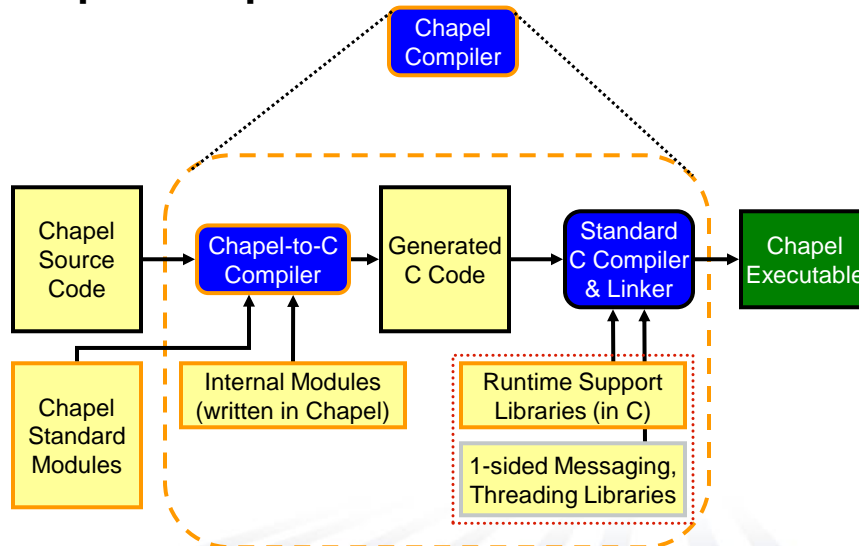 Chapel
Compiler
Chapel
Source
Code
Chapel-to-C
Compiler
Generated
C Code
Standard
C Compiler
& Linker
Chapel
Executable
Chapel
Standard
Modules
Internal Modules
(written in Chapel)
Runtime Support
Libraries (in C)
1-sided Messaging,
Threading Libraries